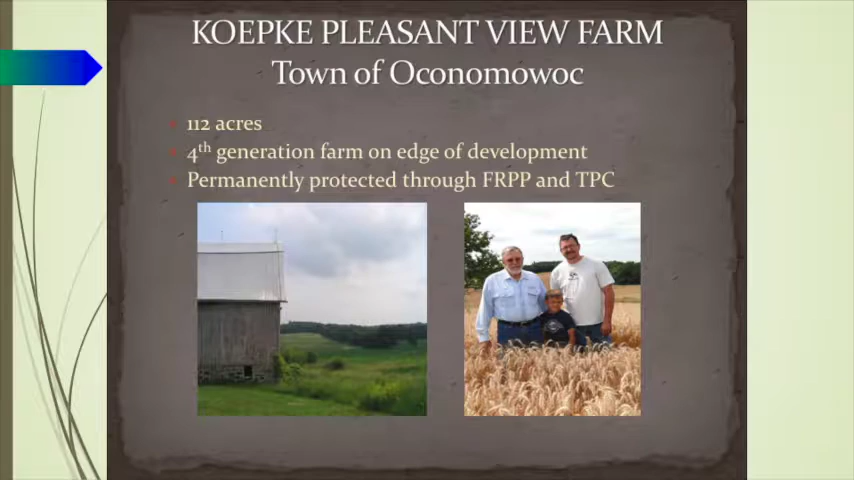 KOEPKE PLEASANT VIEW FARM
Town of Oconomowoc
112 acres
4th generation farm on edge of development
Permanently protected through FRPP and TPC